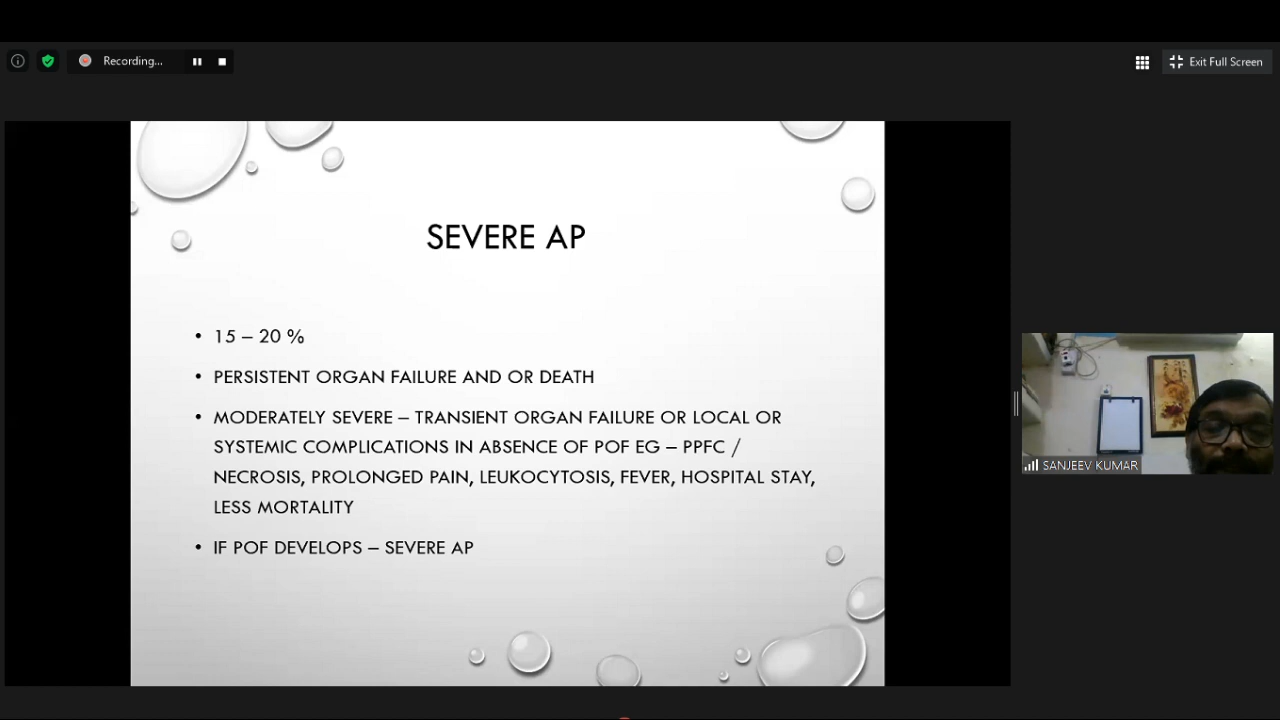 Recording...
Exit Full Screen
SEVERE AP
• 15 – 20 %
• PERSISTENT ORGAN FAILURE AND OR DEATH
• MODERATELY SEVERE – TRANSIENT ORGAN FAILURE OR LOCAL OR
SYSTEMIC COMPLICATIONS IN ABSENCE OF POF EG – PPFC /
NECROSIS, PROLONGED PAIN, LEUKOCYTOSIS, FEVER, HOSPITAL STAY,
LESS MORTALITY
• IF POF DEVELOPS – SEVERE AP
SANJEEV KUMAR